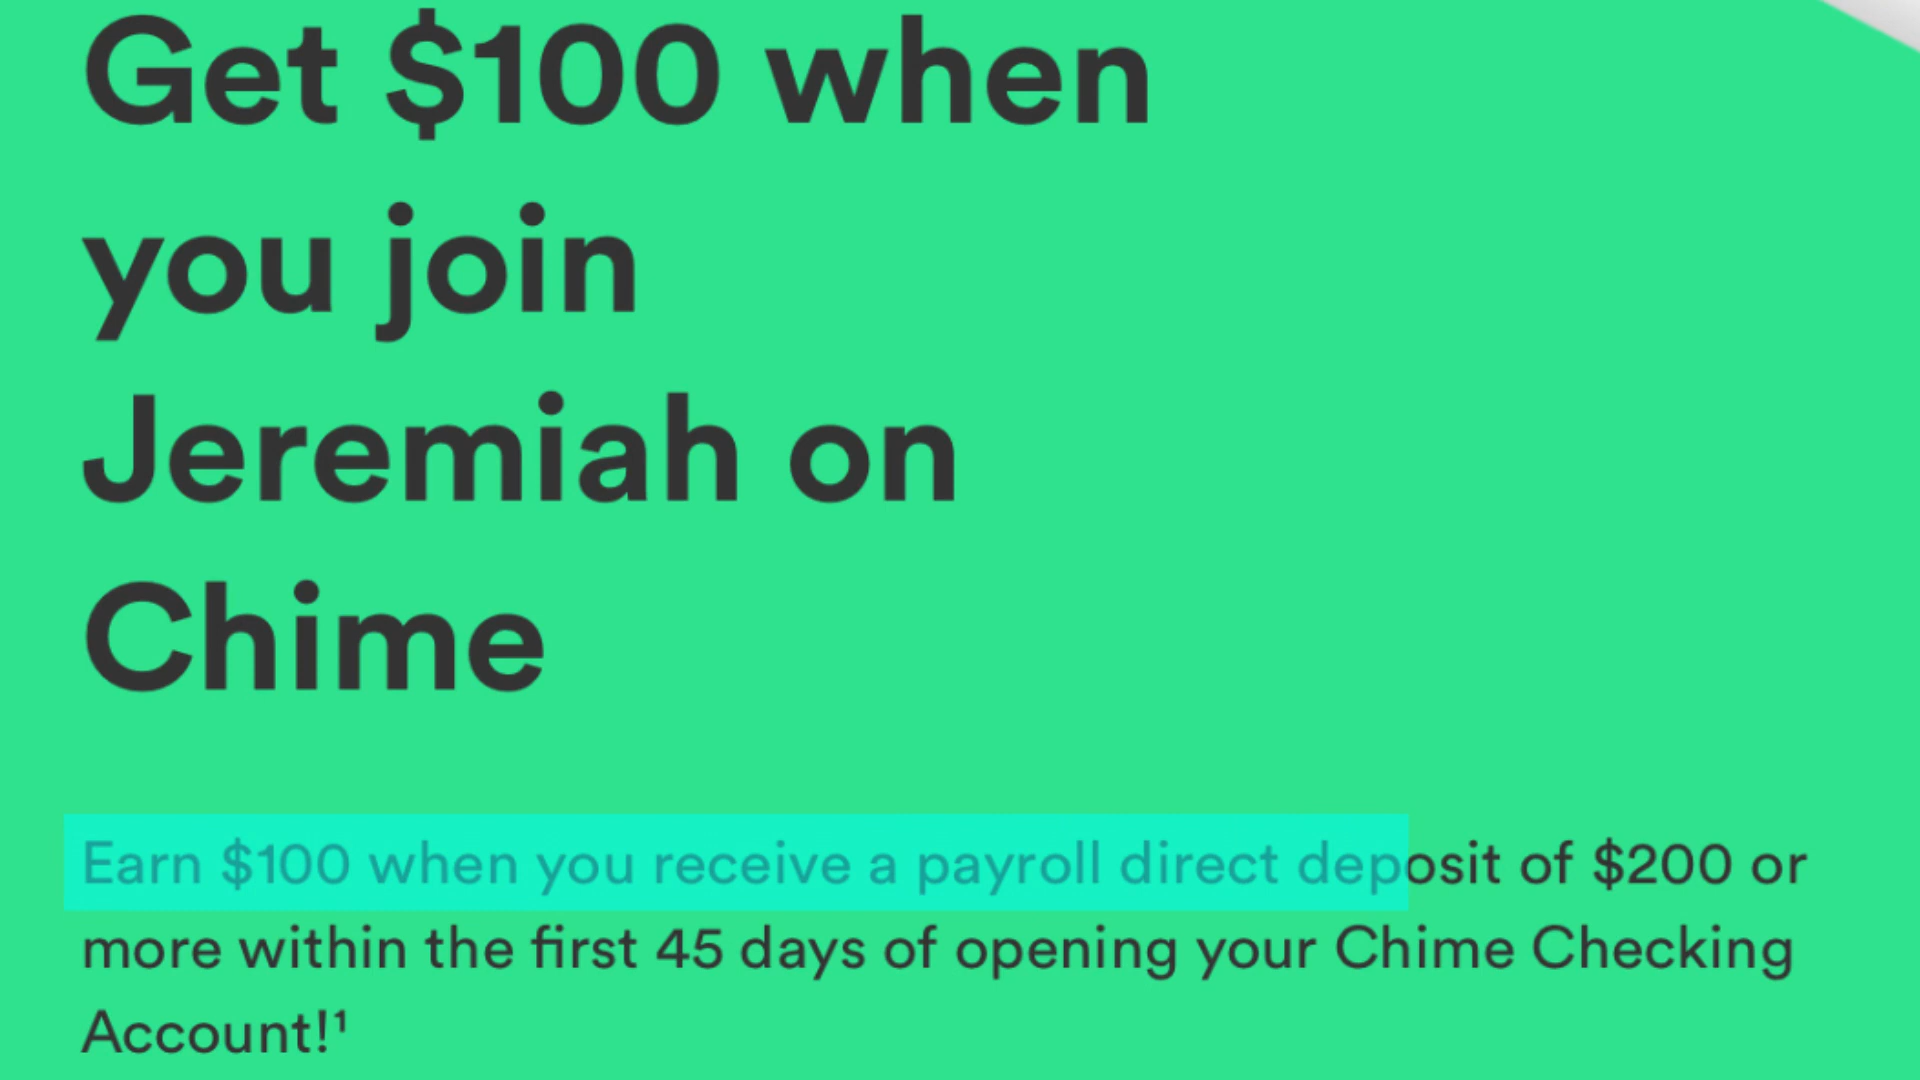 Get $100 when
you join
Jeremiah on
Chime
Earn $100 when you receive a payroll direct deposit of $200 or
more within the first 45 days of opening your Chime Checking
Account!¹